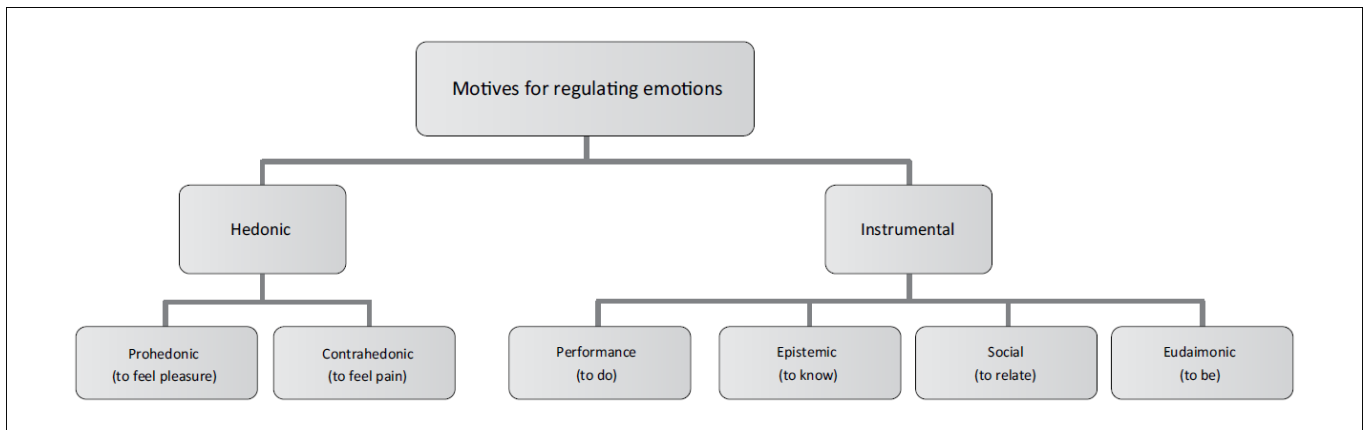 Motives for regulating emotions
Hedonic
Instrumental
Prohedonic
(to feel pleasure)
Contrahedonic
(to feel pain)
Performance
(to do)
Epistemic
(to know)
Social
(to relate)
Eudaimonic
(to be)